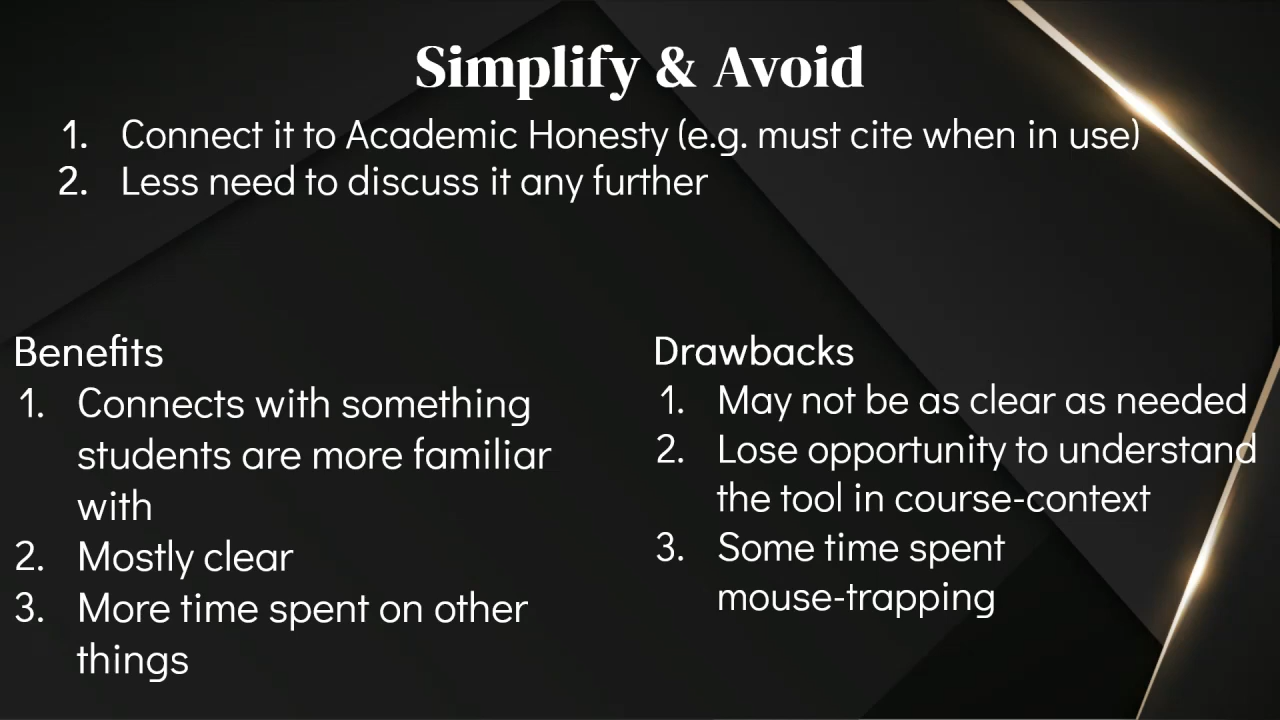 Simplify & Avoid
1. Connect it to Academic Honesty (e.g. must cite when in use)
2. Less need to discuss it any further
Benefits
1. Connects with something
students are more familiar
with
2. Mostly clear
3. More time spent on other
things
Drawbacks
1. May not be as clear as needed
2. Lose opportunity to understand
the tool in course-context
3. Some time spent
mouse-trapping